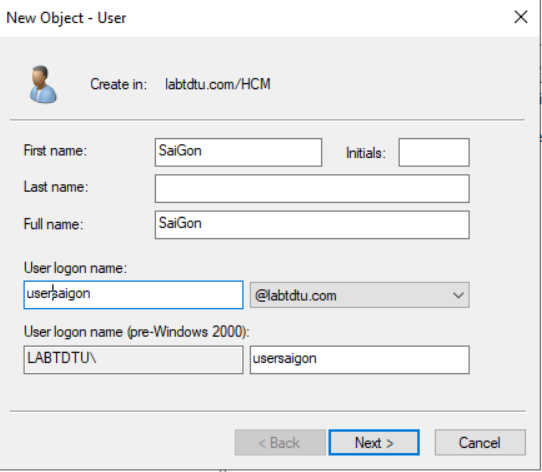 New Object - User
Create in: labtdtu.com/HCM
First name: SaiGon Initials:
Last name:
Full name: SaiGon
User logon name:
usersaigon @labtdtu.com
User logon name (pre-Windows 2000):
LABTDTU\ usersaigon
< Back Next > Cancel